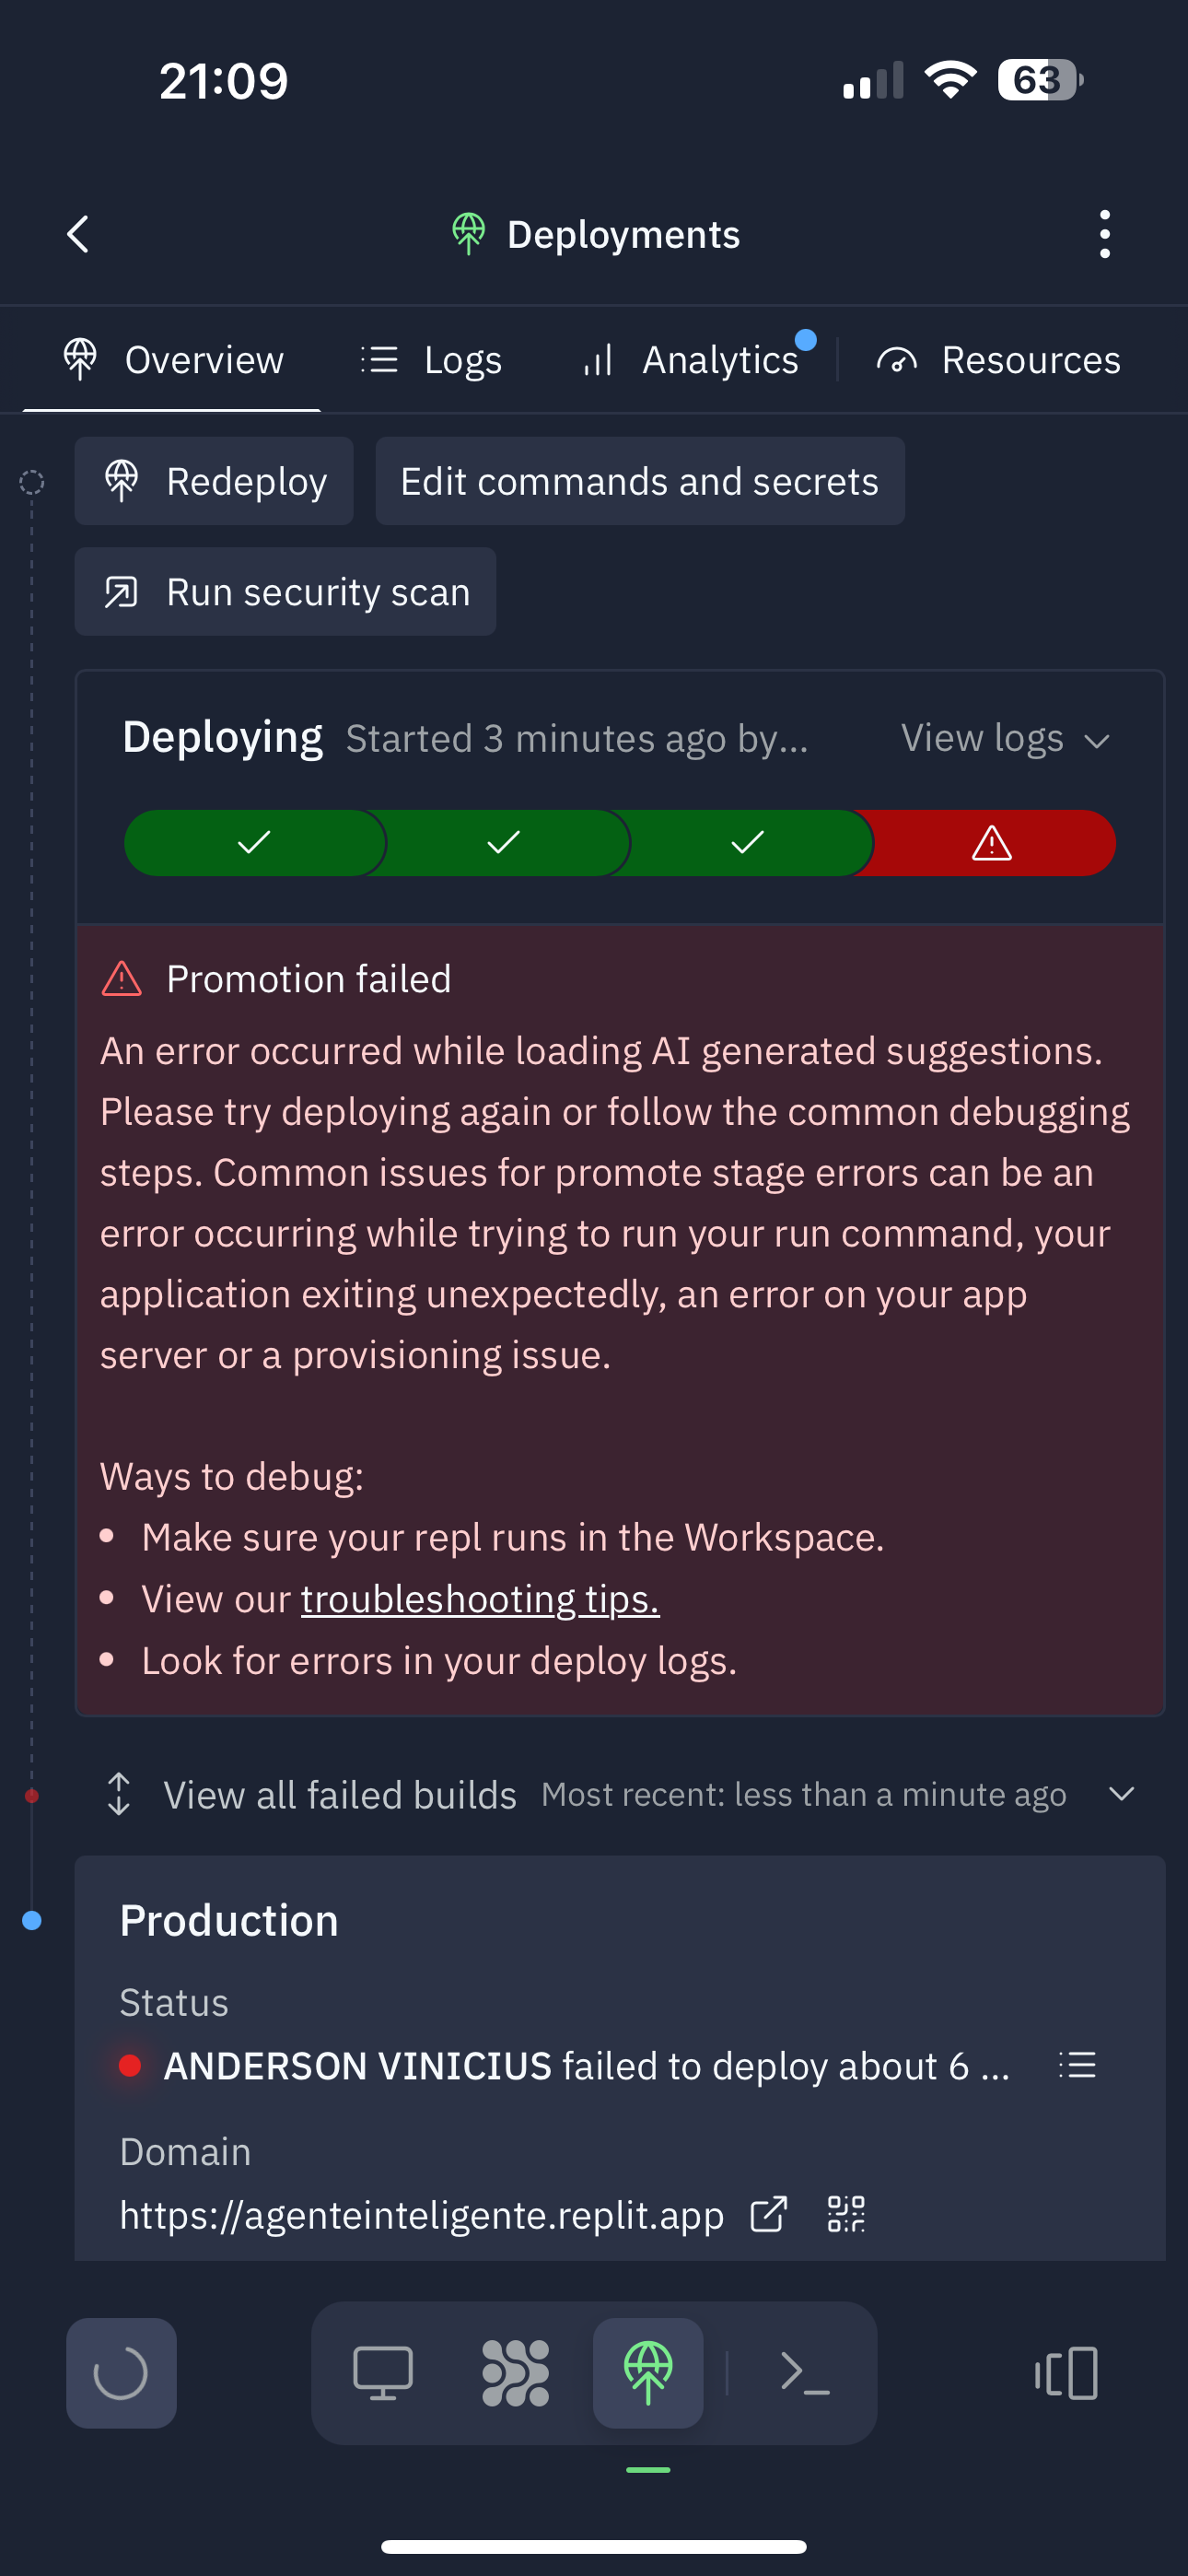 21:09
63
Deployments
Overview
Logs
Analytics
Resources
Redeploy
Edit commands and secrets
Run security scan
Deploying Started 3 minutes ago by...
View logs
Promotion failed
An error occurred while loading AI generated suggestions.
Please try deploying again or follow the common debugging
steps. Common issues for promote stage errors can be an
error occurring while trying to run your run command, your
application exiting unexpectedly, an error on your app
server or a provisioning issue.
Ways to debug:
• Make sure your repl runs in the Workspace.
• View our troubleshooting tips.
• Look for errors in your deploy logs.
View all failed builds Most recent: less than a minute ago
Production
Status
ANDERSON VINICIUS failed to deploy about 6 ...
Domain
https://agenteinteligente.replit.app